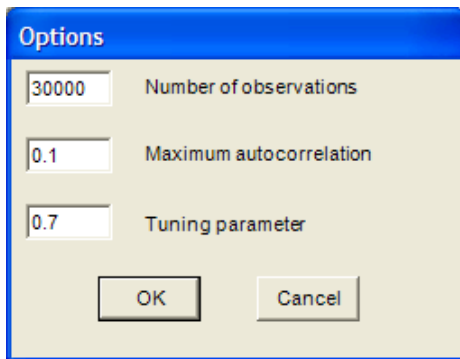 Options
30000 Number of observations
0.1 Maximum autocorrelation
0.7 Tuning parameter
OK Cancel